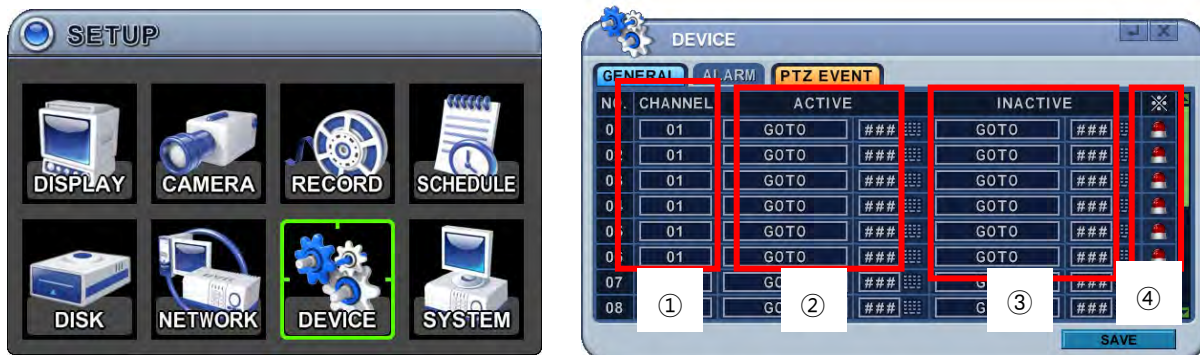 SETUP
DISPLAY CAMERA RECORD SCHEDULE
DISK NETWORK DEVICE SYSTEM
DEVICE
GENERAL ALARM PTZ EVENT
NO. CHANNEL ACTIVE INACTIVE ※
01 GOTO ### GOTO ###
01 GOTO ### GOTO ###
01 GOTO ### GOTO ###
01 GOTO ### GOTO ###
01 GOTO ### GOTO ###
01 GOTO ### GOTO ###
07 ### ###
08 ### ###
① ② ③ ④
SAVE